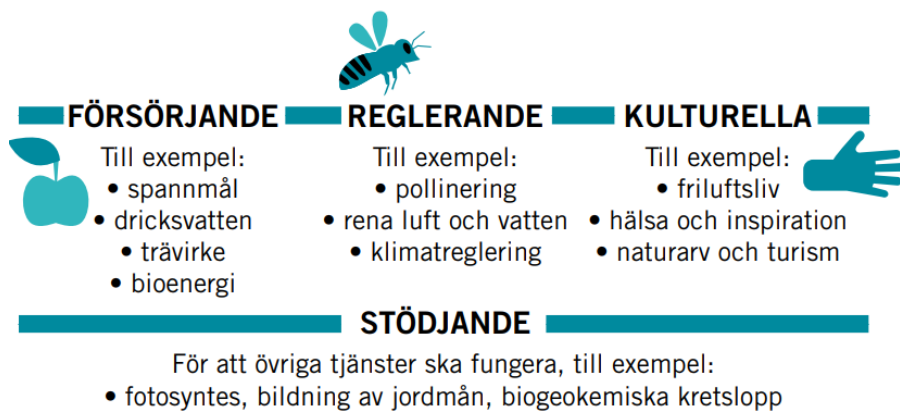 FÖRSÖRJANDE
Till exempel:
• spannmål
• dricksvatten
• trävirke
• bioenergi
REGLERANDE
Till exempel:
• pollinering
• rena luft och vatten
• klimatreglering
KULTURELLA
Till exempel:
• friluftsliv
• hälsa och inspiration
• naturarv och turism
STÖDJANDE
För att övriga tjänster ska fungera, till exempel:
• fotosyntes, bildning av jordmån, biogeokemiska kretslopp